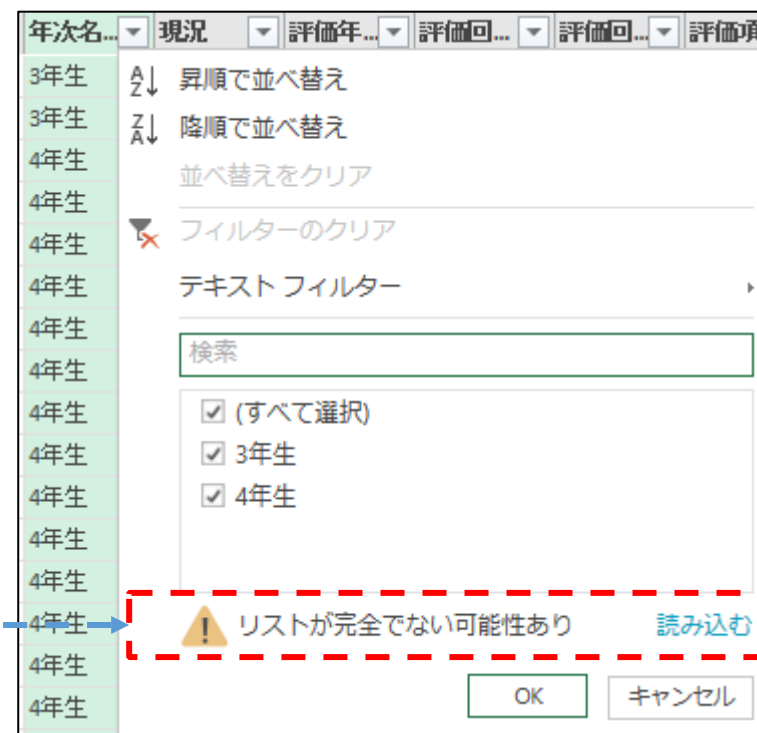 年次名... 現況 評価年... 評価回... 評価回... 評価項
3年生
3年生
4年生
4年生
4年生
4年生
4年生
4年生
4年生
4年生
4年生
4年生
4年生
4年生
4年生
4年生
昇順で並べ替え
降順で並べ替え
並べ替えをクリア
フィルターのクリア
テキスト フィルター
検索
(すべて選択)
3年生
4年生
リストが完全でない可能性あり 読み込む
OK キャンセル